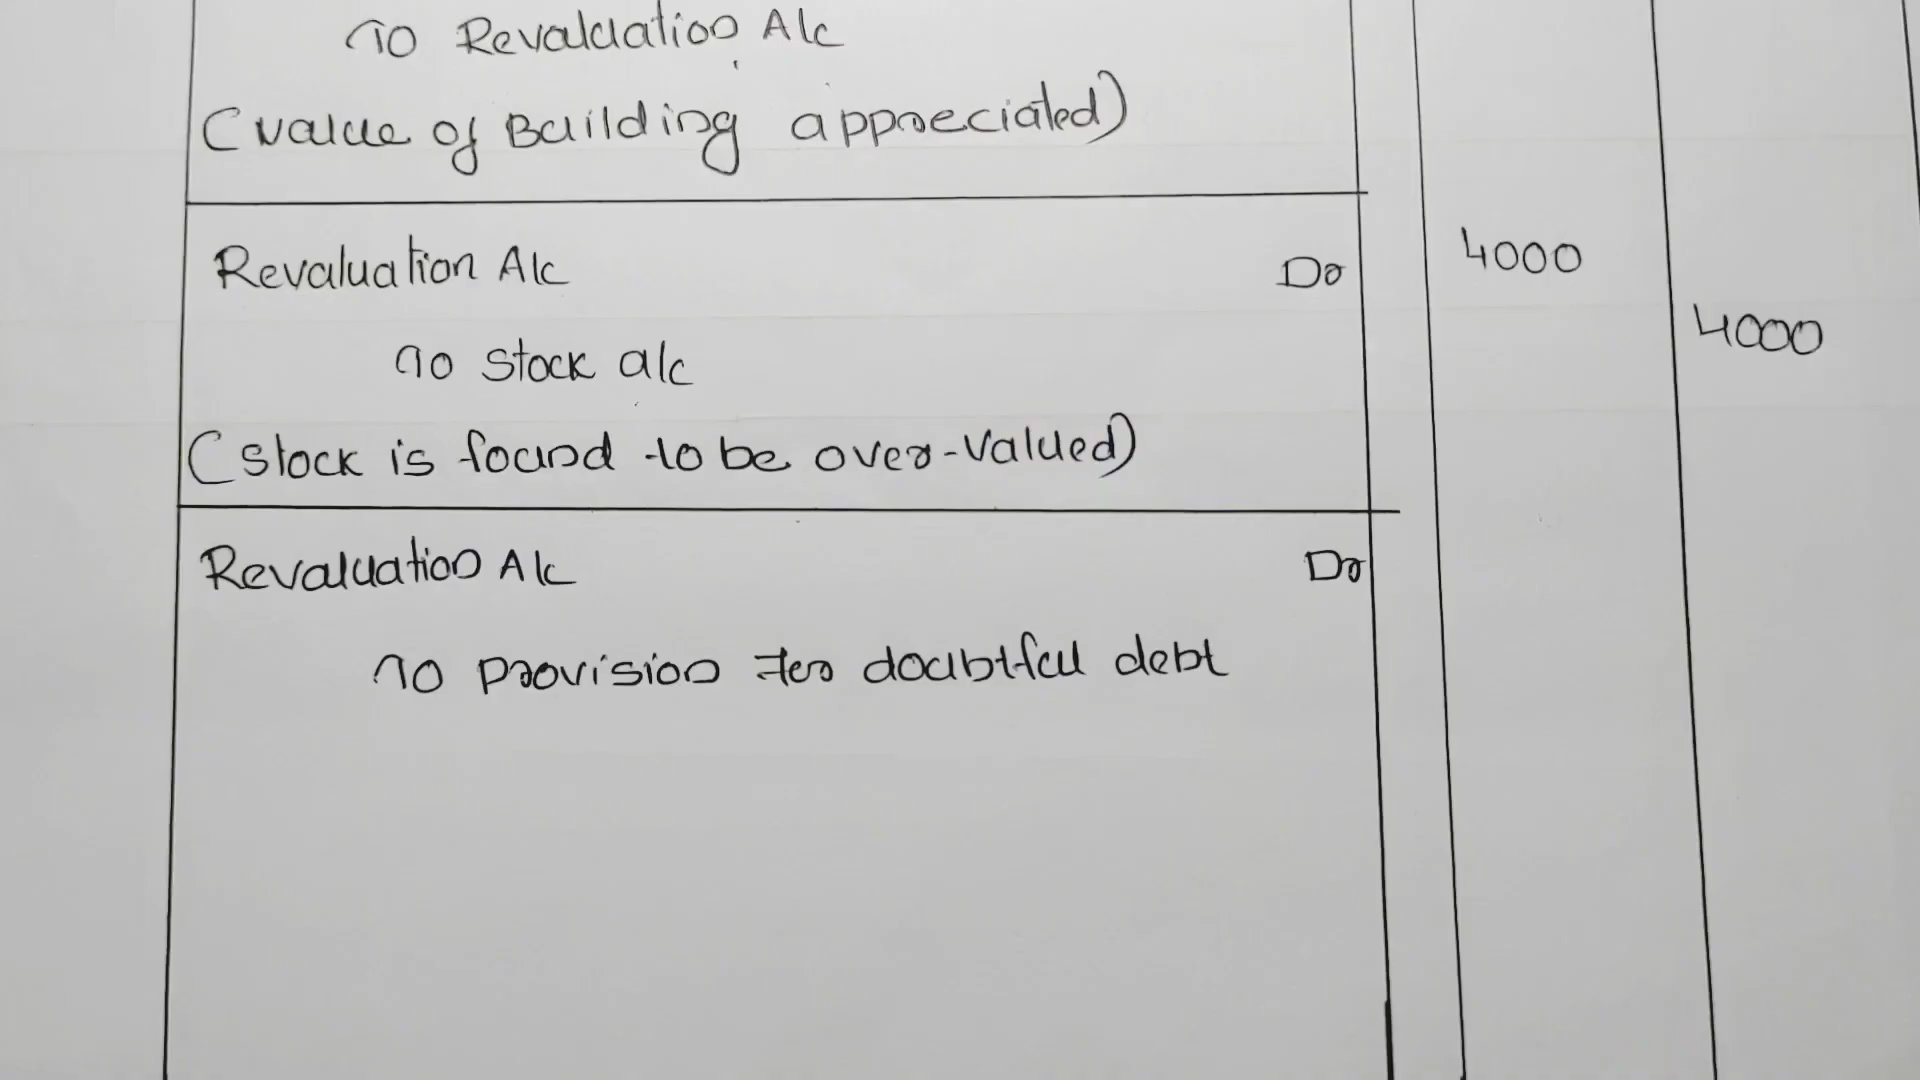 To Revaluation A/c
(value of Building appreciated)
Revaluation A/c Dr 4000
To Stock a/c 4000
(stock is found to be over-valued)
Revaluation A/c Dr
To provision for doubtful debt